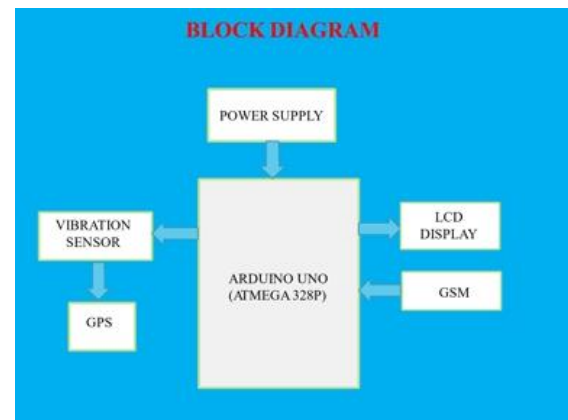 BLOCK DIAGRAM
POWER SUPPLY
VIBRATION
SENSOR
LCD
DISPLAY
ARDUINO UNO
(ATMEGA 328P)
GSM
GPS